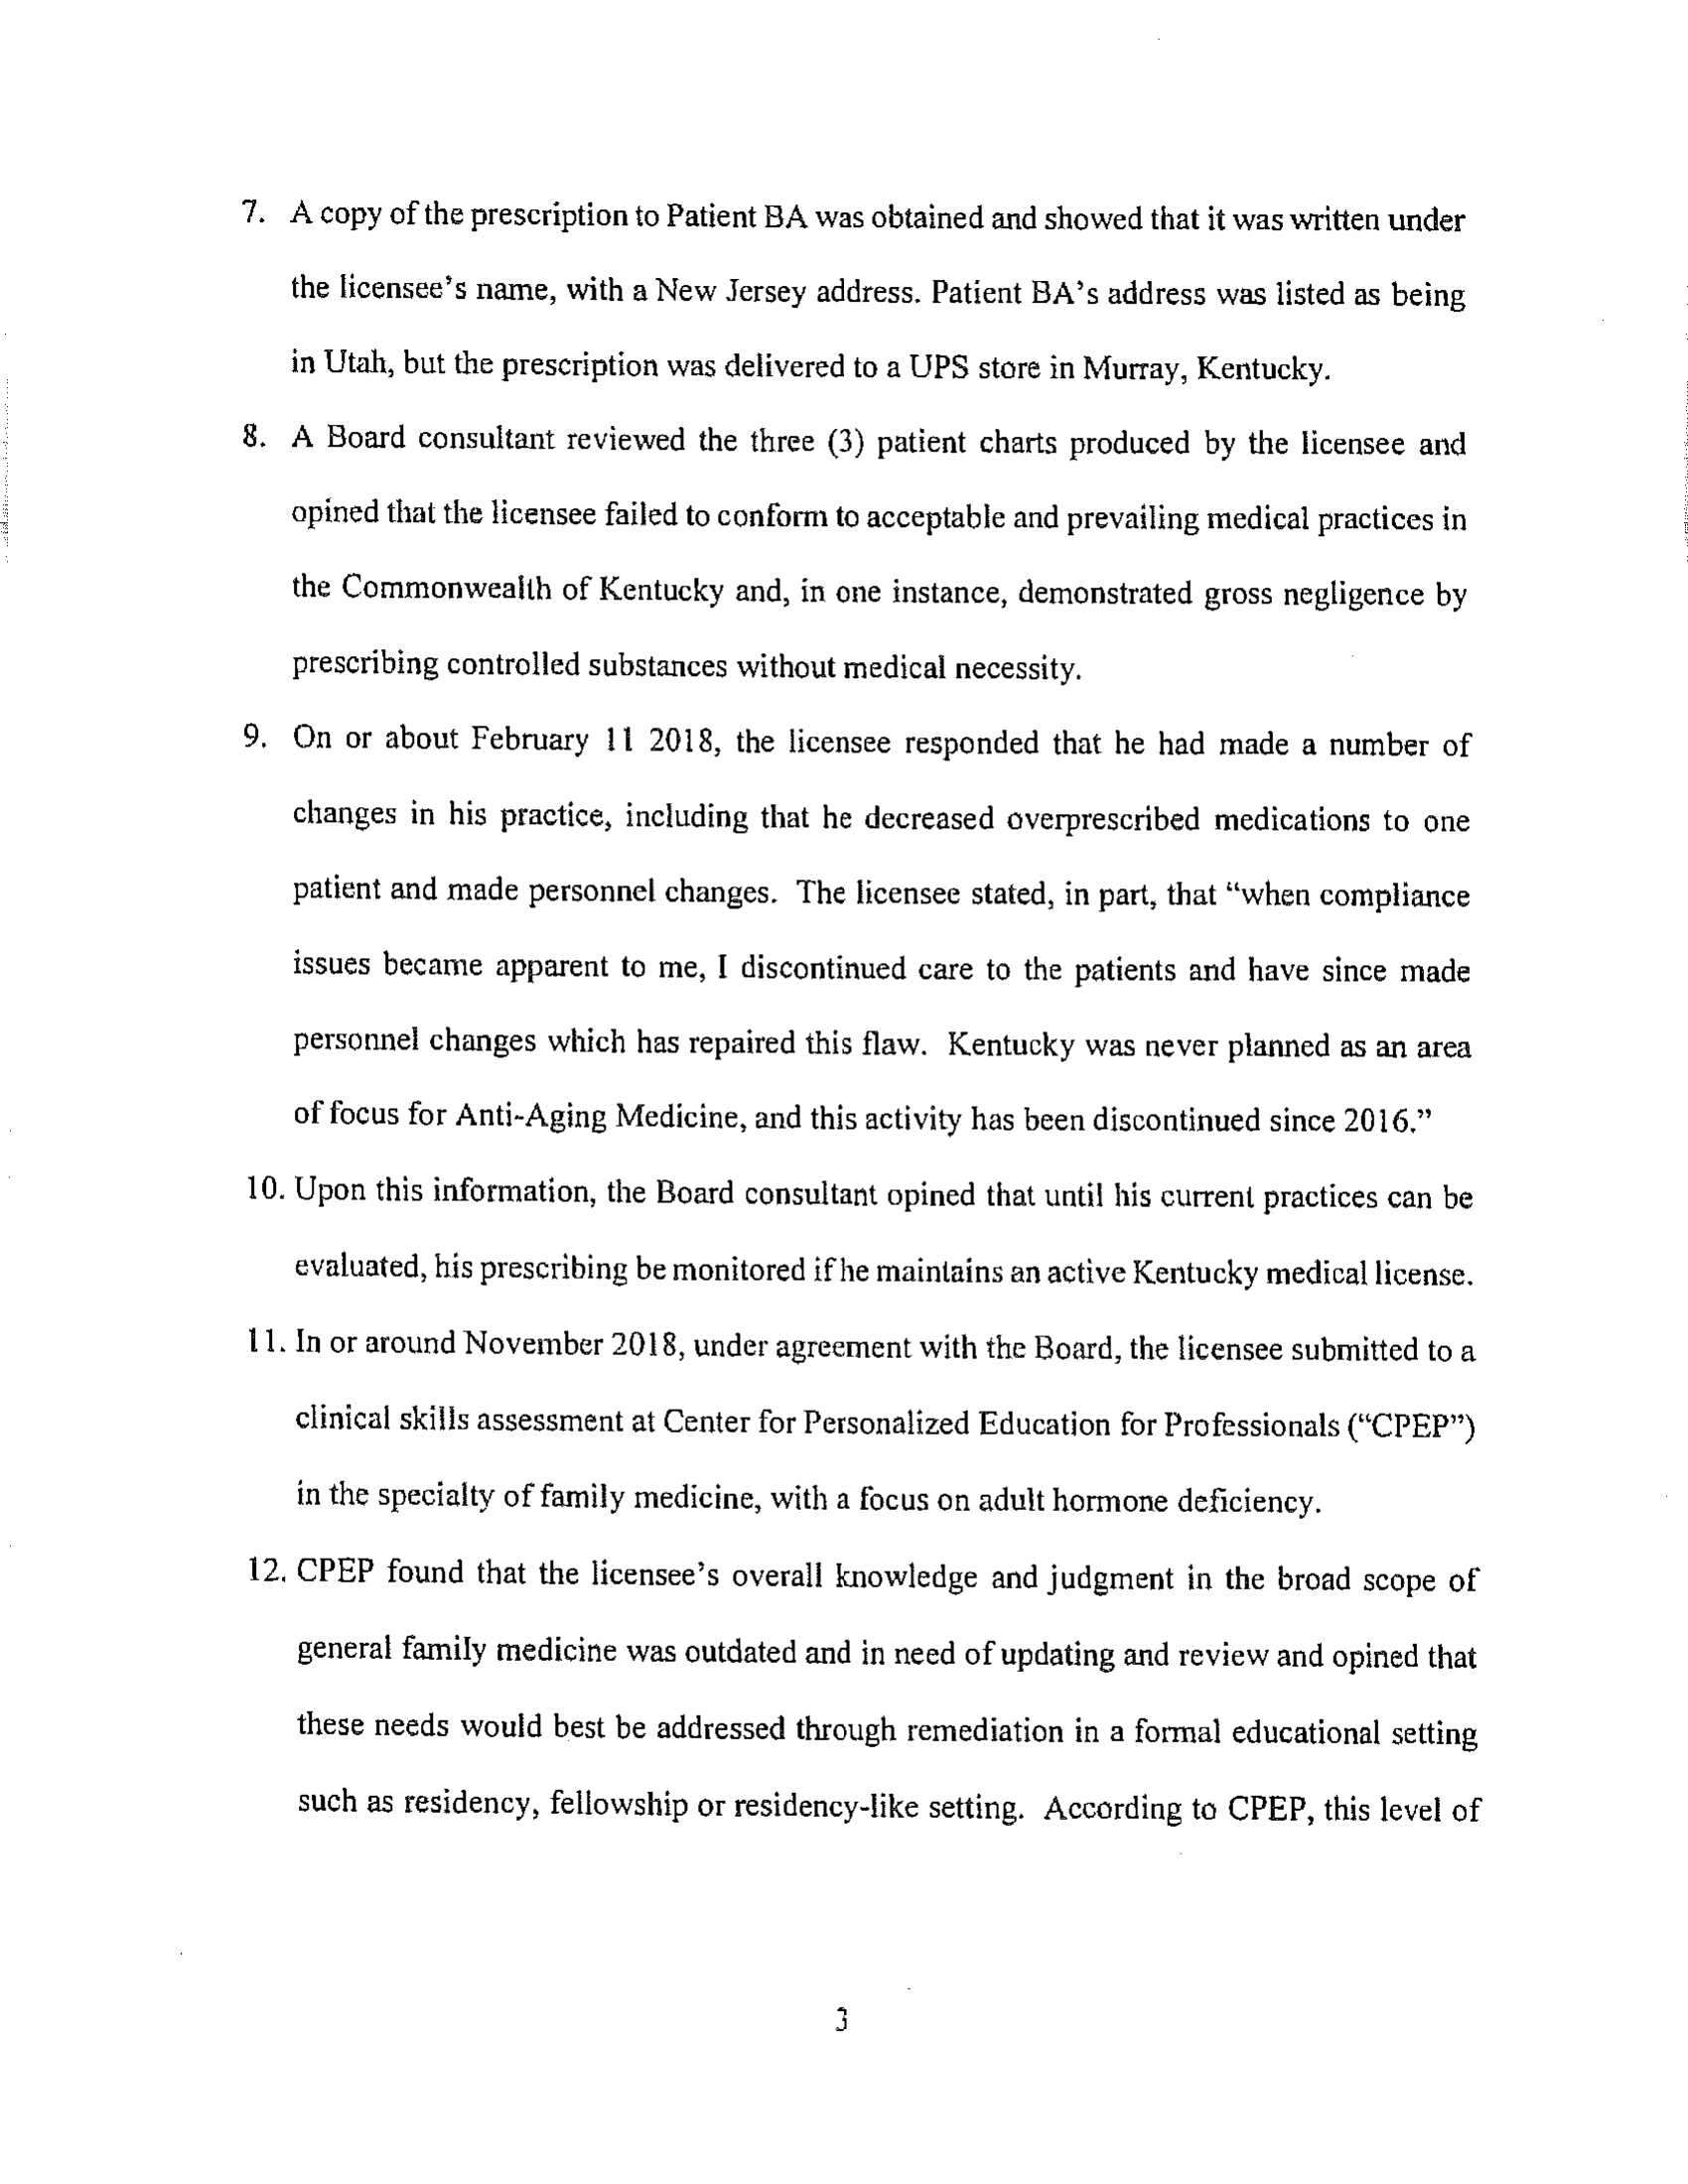 7. A copy of the prescription to Patient BA was obtained and showed that it was written under
the licensee's name, with a New Jersey address. Patient BA's address was listed as being
in Utah, but the prescription was delivered to a UPS store in Murray, Kentucky.
8. A Board consultant reviewed the three (3) patient charts produced by the licensee and
opined that the licensee failed to conform to acceptable and prevailing medical practices in
the Commonwealth of Kentucky and, in one instance, demonstrated gross negligence by
prescribing controlled substances without medical necessity.
9. On or about February 11 2018, the licensee responded that he had made a number of
changes in his practice, including that he decreased overprescribed medications to one
patient and made personnel changes. The licensee stated, in part, that “when compliance
issues became apparent to me, I discontinued care to the patients and have since made
personnel changes which has repaired this flaw. Kentucky was never planned as an area
of focus for Anti-Aging Medicine, and this activity has been discontinued since 2016.”
10. Upon this information, the Board consultant opined that until his current practices can be
evaluated, his prescribing be monitored if he maintains an active Kentucky medical license.
11. In or around November 2018, under agreement with the Board, the licensee submitted to a
clinical skills assessment at Center for Personalized Education for Professionals (“CPEP”)
in the specialty of family medicine, with a focus on adult hormone deficiency.
12. CPEP found that the licensee's overall knowledge and judgment in the broad scope of
general family medicine was outdated and in need of updating and review and opined that
these needs would best be addressed through remediation in a formal educational setting
such as residency, fellowship or residency-like setting. According to CPEP, this level of
3